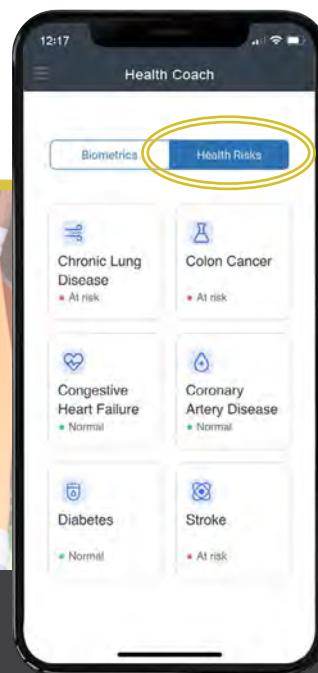 12:17
Health Coach
Biometrics
Health Risks
Chronic Lung
Disease
At risk
Colon Cancer
At risk
Congestive
Heart Failure
Normal
Coronary
Artery Disease
Normal
Diabetes
Normal
Stroke
At risk